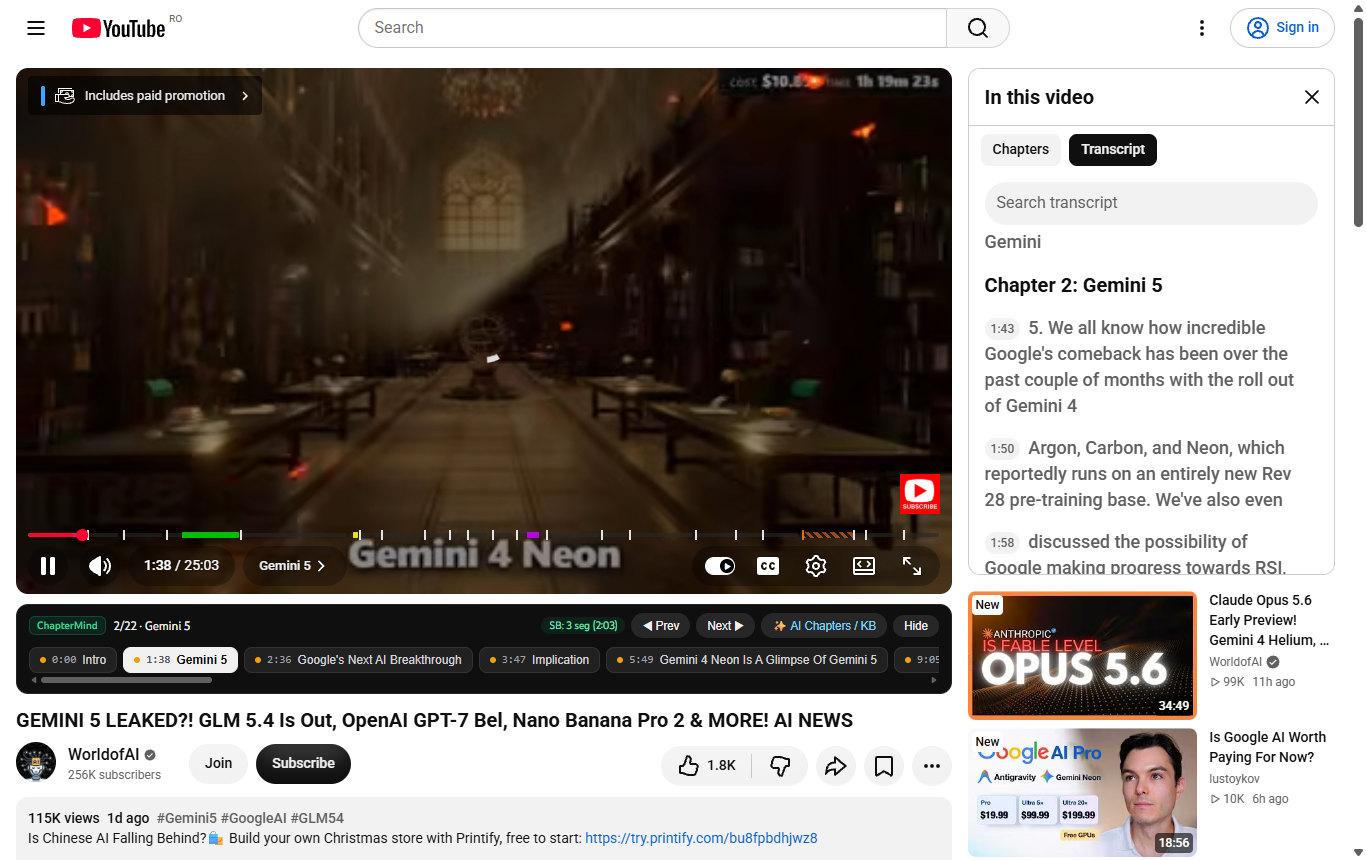 YouTube RO
Search
Sign in
Includes paid promotion
COST $10.8 TIME 1h 19m 23s
SUBSCRIBE
Gemini 4 Neon
1:38 / 25:03
Gemini 5
CC
ChapterMind
2/22 · Gemini 5
SB: 3 seg (2:03)
◀ Prev
Next ▶
✨ AI Chapters / KB
Hide
0:00 Intro
1:38 Gemini 5
2:36 Google's Next AI Breakthrough
3:47 Implication
5:49 Gemini 4 Neon Is A Glimpse Of Gemini 5
9:05
GEMINI 5 LEAKED?! GLM 5.4 Is Out, OpenAI GPT-7 Bel, Nano Banana Pro 2 & MORE! AI NEWS
WorldofAI
256K subscribers
Join
Subscribe
1.8K
115K views 1d ago #Gemini5 #GoogleAI #GLM54
Is Chinese AI Falling Behind?🛍️ Build your own Christmas store with Printify, free to start: https://try.printify.com/bu8fpbdhjwz8
In this video
Chapters
Transcript
Search transcript
Gemini
Chapter 2: Gemini 5
1:43 5. We all know how incredible
Google's comeback has been over the
past couple of months with the roll out
of Gemini 4
1:50 Argon, Carbon, and Neon, which
reportedly runs on an entirely new Rev
28 pre-training base. We've also even
1:58 discussed the possibility of
Google making progress towards RSI.
New
ANTHROPIC
IS FABLE LEVEL
OPUS 5.6
34:49
Claude Opus 5.6
Early Preview!
Gemini 4 Helium, ...
WorldofAI
99K 11h ago
New
Google AI Pro
Antigravity
Gemini Neon
Pro
$19.99
Ultra 5×
$99.99
Ultra 20×
$199.99
Free GPUs
18:56
Is Google AI Worth
Paying For Now?
lustoykov
10K 6h ago